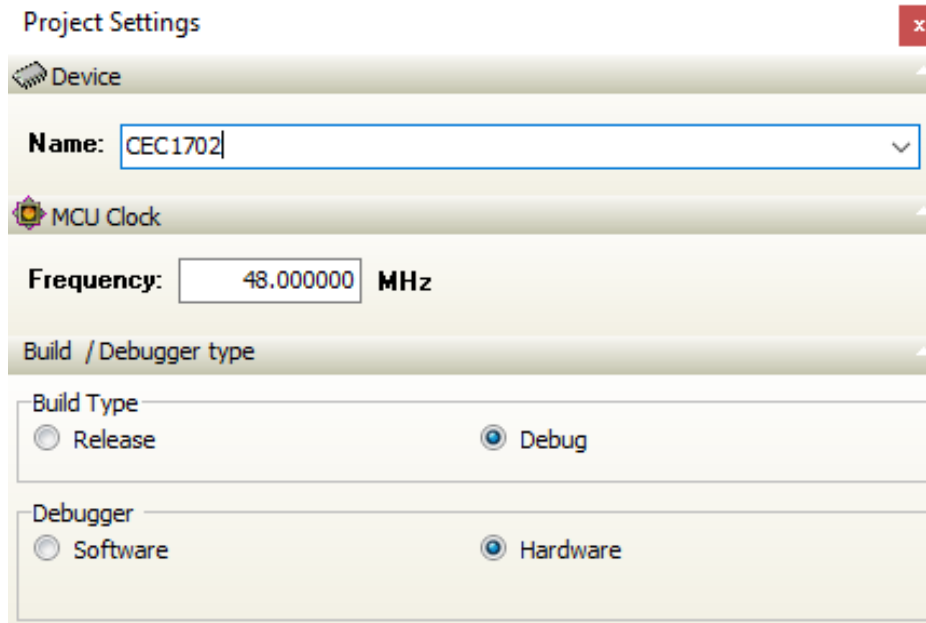 Project Settings
x
Device
Name: CEC1702
MCU Clock
Frequency: 48.000000 MHz
Build / Debugger type
Build Type
Release Debug
Debugger
Software Hardware